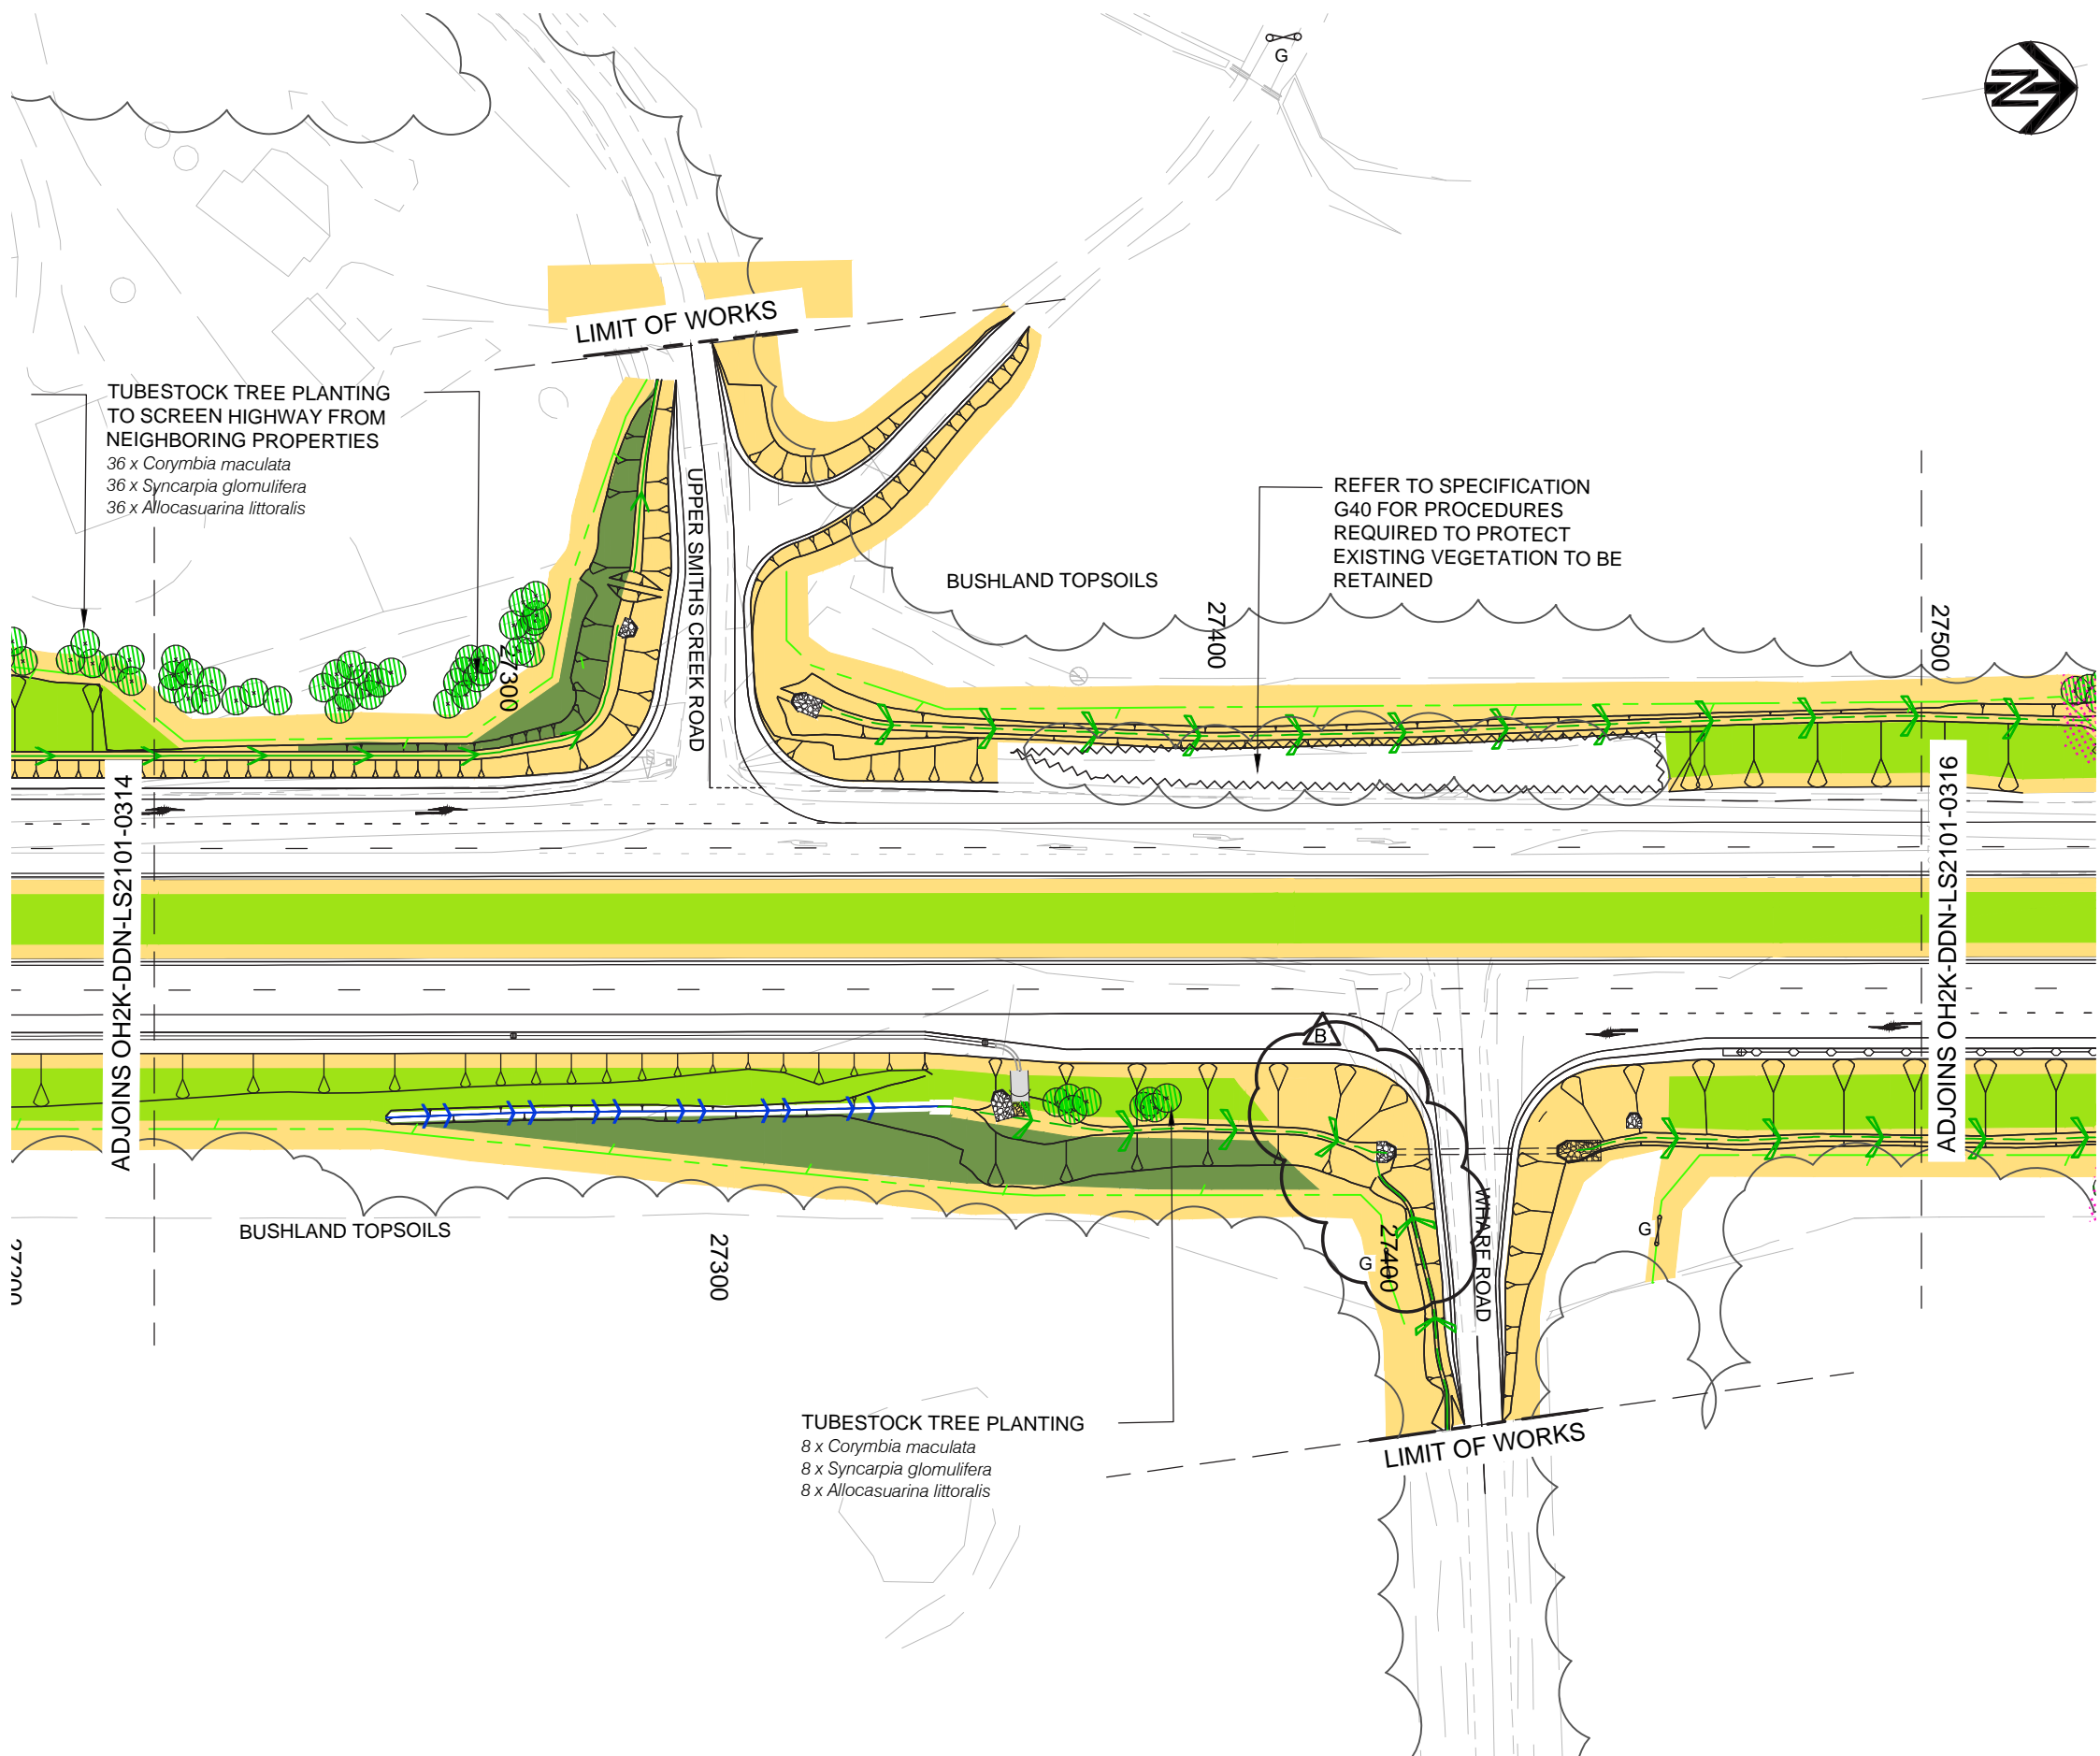 G
N
LIMIT OF WORKS
TUBESTOCK TREE PLANTING
TO SCREEN HIGHWAY FROM
NEIGHBORING PROPERTIES
36 x Corymbia maculata
36 x Syncarpia glomulifera
36 x Allocasuarina littoralis
UPPER SMITHS CREEK ROAD
REFER TO SPECIFICATION
G40 FOR PROCEDURES
REQUIRED TO PROTECT
EXISTING VEGETATION TO BE
RETAINED
BUSHLAND TOPSOILS
27300
27400
27500
ADJOINS OH2K-DDN-LS2101-0314
ADJOINS OH2K-DDN-LS2101-0316
B
BUSHLAND TOPSOILS
27200
27300
27400
G
WHARF ROAD
G
TUBESTOCK TREE PLANTING
8 x Corymbia maculata
8 x Syncarpia glomulifera
8 x Allocasuarina littoralis
LIMIT OF WORKS